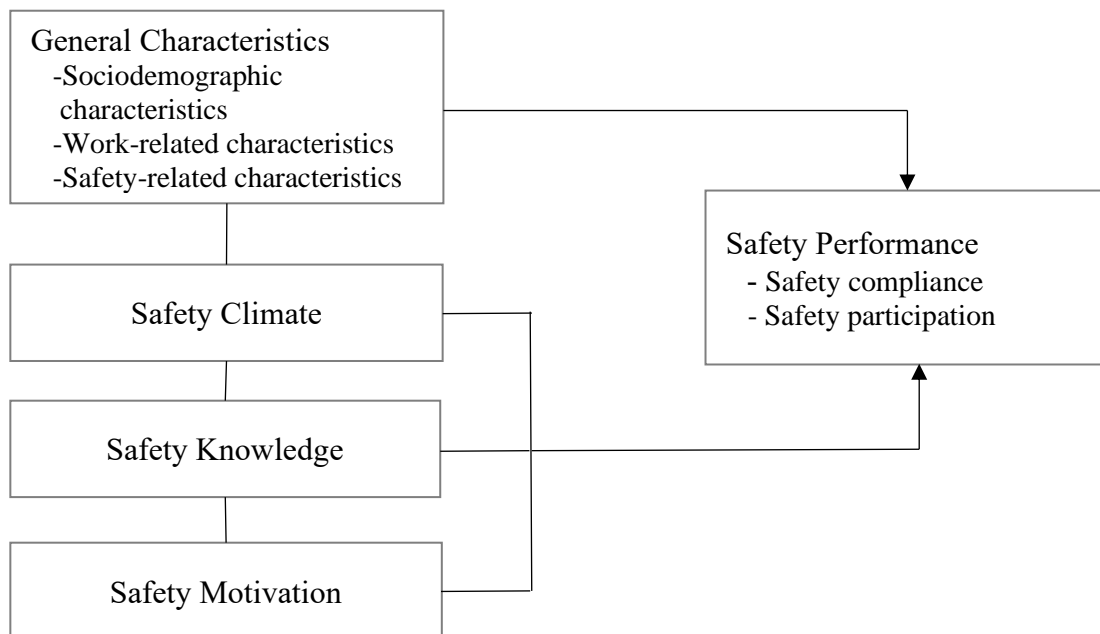 General Characteristics
-Sociodemographic
characteristics
-Work-related characteristics
-Safety-related characteristics
Safety Performance
- Safety compliance
- Safety participation
Safety Climate
Safety Knowledge
Safety Motivation